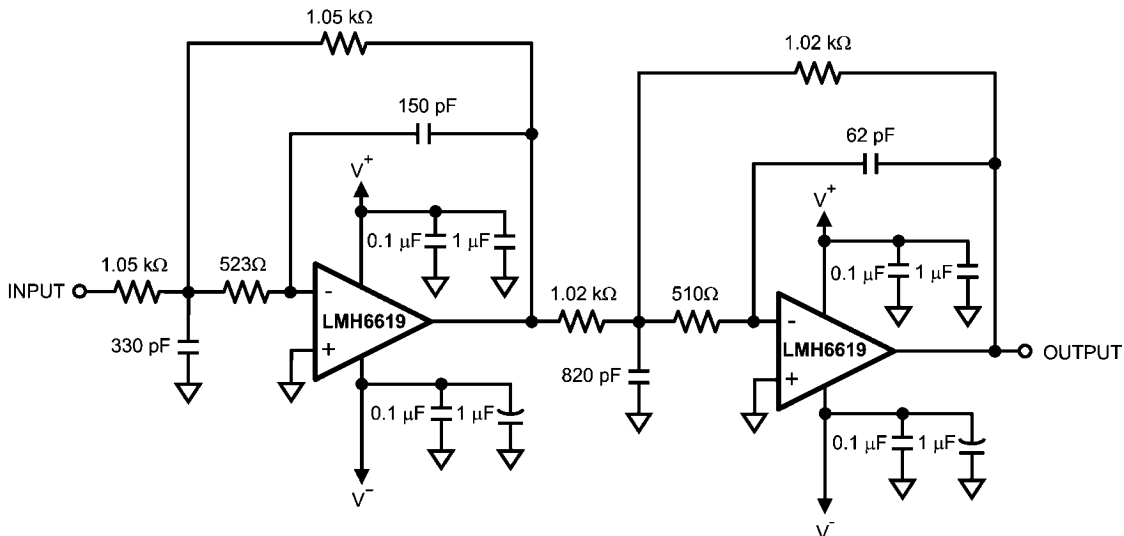 1.05 kΩ
150 pF
V+
0.1 µF 1 µF
1.05 kΩ
523Ω
INPUT
-
LMH6619
+
330 pF
0.1 µF 1 µF
V-
1.02 kΩ
62 pF
V+
0.1 µF 1 µF
1.02 kΩ
510Ω
-
LMH6619
+
OUTPUT
820 pF
0.1 µF 1 µF
V-